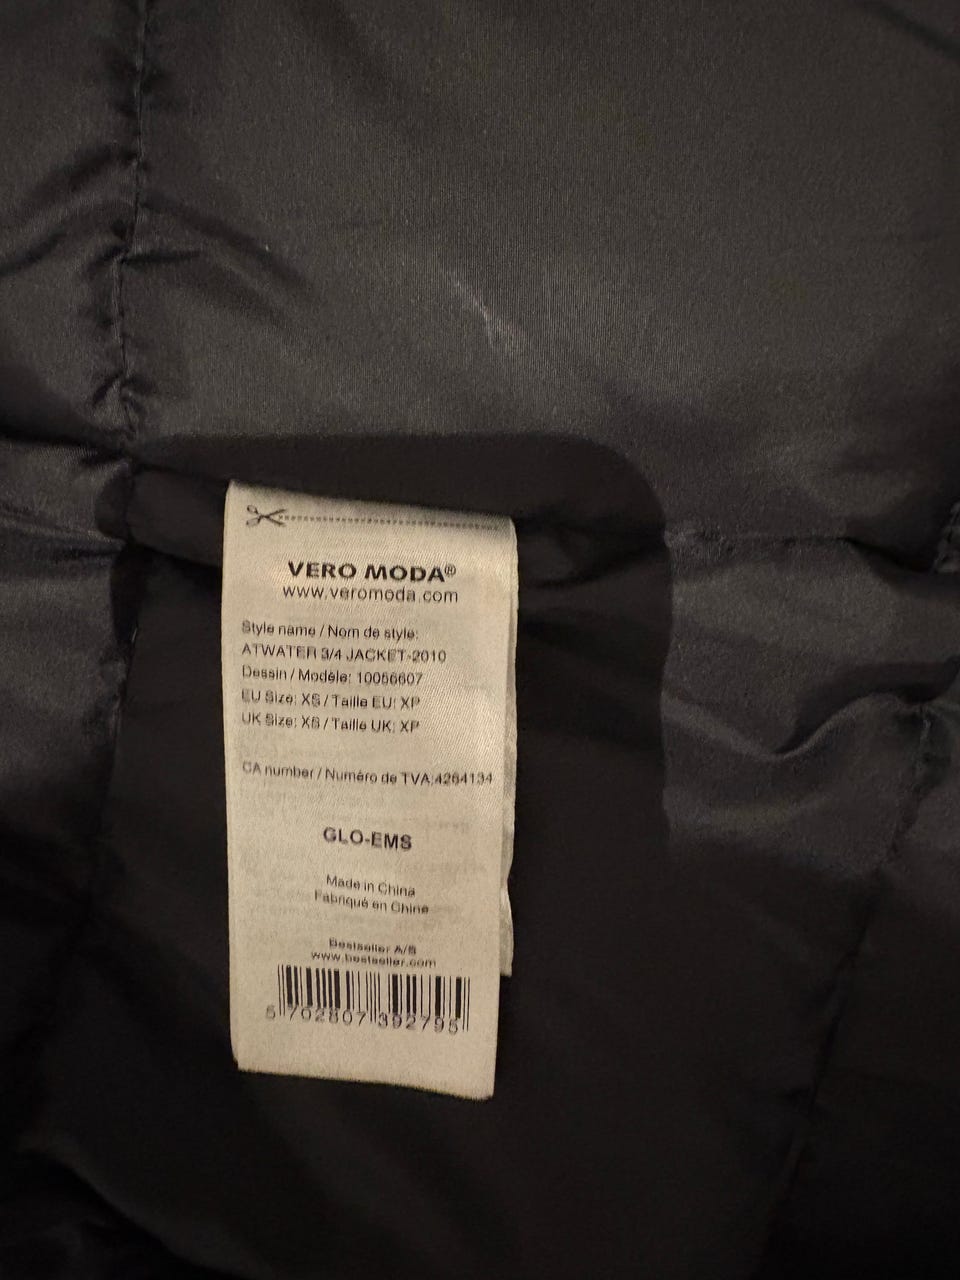 VERO MODA®
www.veromoda.com
Style name / Nom de style:
ATWATER 3/4 JACKET-2010
Dessin / Modéle: 10056607
EU Size: XS / Taille EU: XP
UK Size: XS / Taille UK: XP
CA number / Numéro de TVA:4264134
GLO-EMS
Made in China
Fabriqué en Chine
Bestseller A/S
www.bestseller.com
5 702807 392795